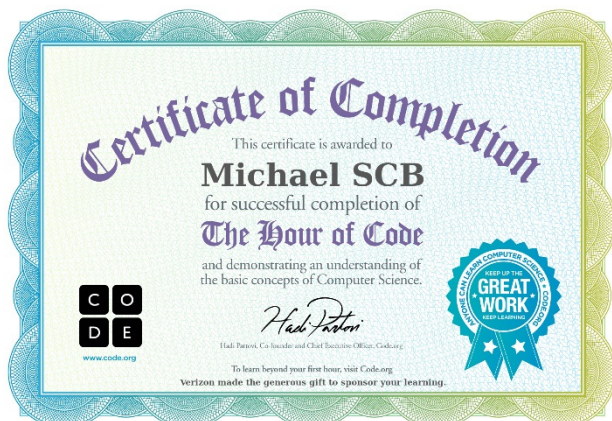 Certificate of Completion
This certificate is awarded to
Michael SCB
for successful completion of
The Hour of Code
and demonstrating an understanding of
the basic concepts of Computer Science.
Hadi Partovi
Hadi Partovi, Co-founder and Chief Executive Officer, Code.org
To learn beyond your first hour, visit Code.org
Verizon made the generous gift to sponsor your learning.
C O
D E
www.code.org
ANYONE CAN LEARN COMPUTER SCIENCE • CODE.ORG
KEEP UP THE
GREAT
WORK
KEEP LEARNING